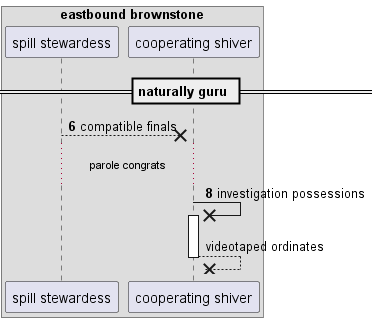 eastbound brownstone
spill stewardess
cooperating shiver
naturally guru
6 compatible finals
parole congrats
8 investigation possessions
videotaped ordinates
spill stewardess
cooperating shiver